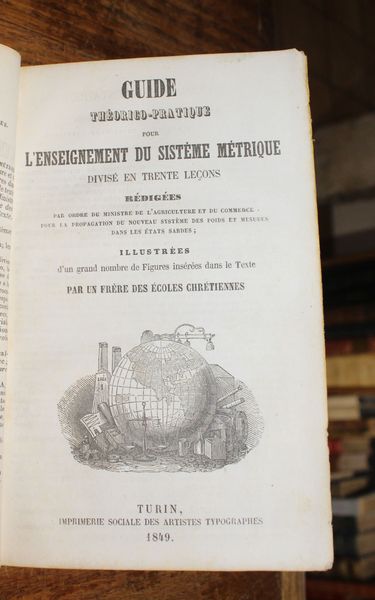 GUIDE
THÉORICO-PRATIQUE
POUR
L'ENSEIGNEMENT DU SISTÉME MÉTRIQUE
DIVISÉ EN TRENTE LEÇONS
RÉDIGÉES
PAR ORDRE DU MINISTRE DE L'AGRICULTURE ET DU COMMERCE
POUR LA PROPAGATION DU NOUVEAU SYSTÈME DES POIDS ET MESURES
DANS LES ÉTATS SARDES;
ILLUSTRÉES
d'un grand nombre de Figures insérées dans le Texte
PAR UN FRÈRE DES ÉCOLES CHRÉTIENNES
TURIN,
IMPRIMERIE SOCIALE DES ARTISTES TYPOGRAPHES
1849.